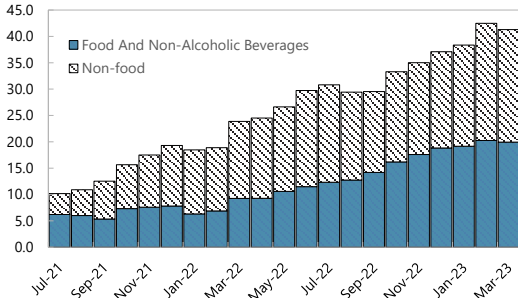 45.0
40.0
35.0
30.0
25.0
20.0
15.0
10.0
5.0
0.0
Food And Non-Alcoholic Beverages
Non-food
Jul-21
Sep-21
Nov-21
Jan-22
Mar-22
May-22
Jul-22
Sep-22
Nov-22
Jan-23
Mar-23